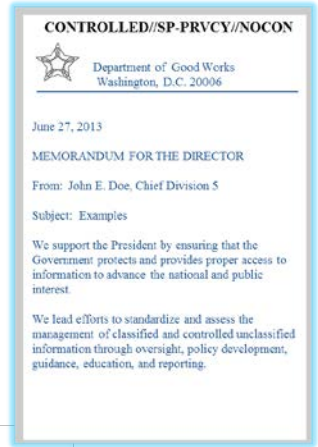 CONTROLLED//SP-PRVCY//NOCON
Department of Good Works
Washington, D.C. 20006
June 27, 2013
MEMORANDUM FOR THE DIRECTOR
From: John E. Doe, Chief Division 5
Subject: Examples
We support the President by ensuring that the
Government protects and provides proper access to
information to advance the national and public
interest.
We lead efforts to standardize and assess the
management of classified and controlled unclassified
information through oversight, policy development,
guidance, education, and reporting.